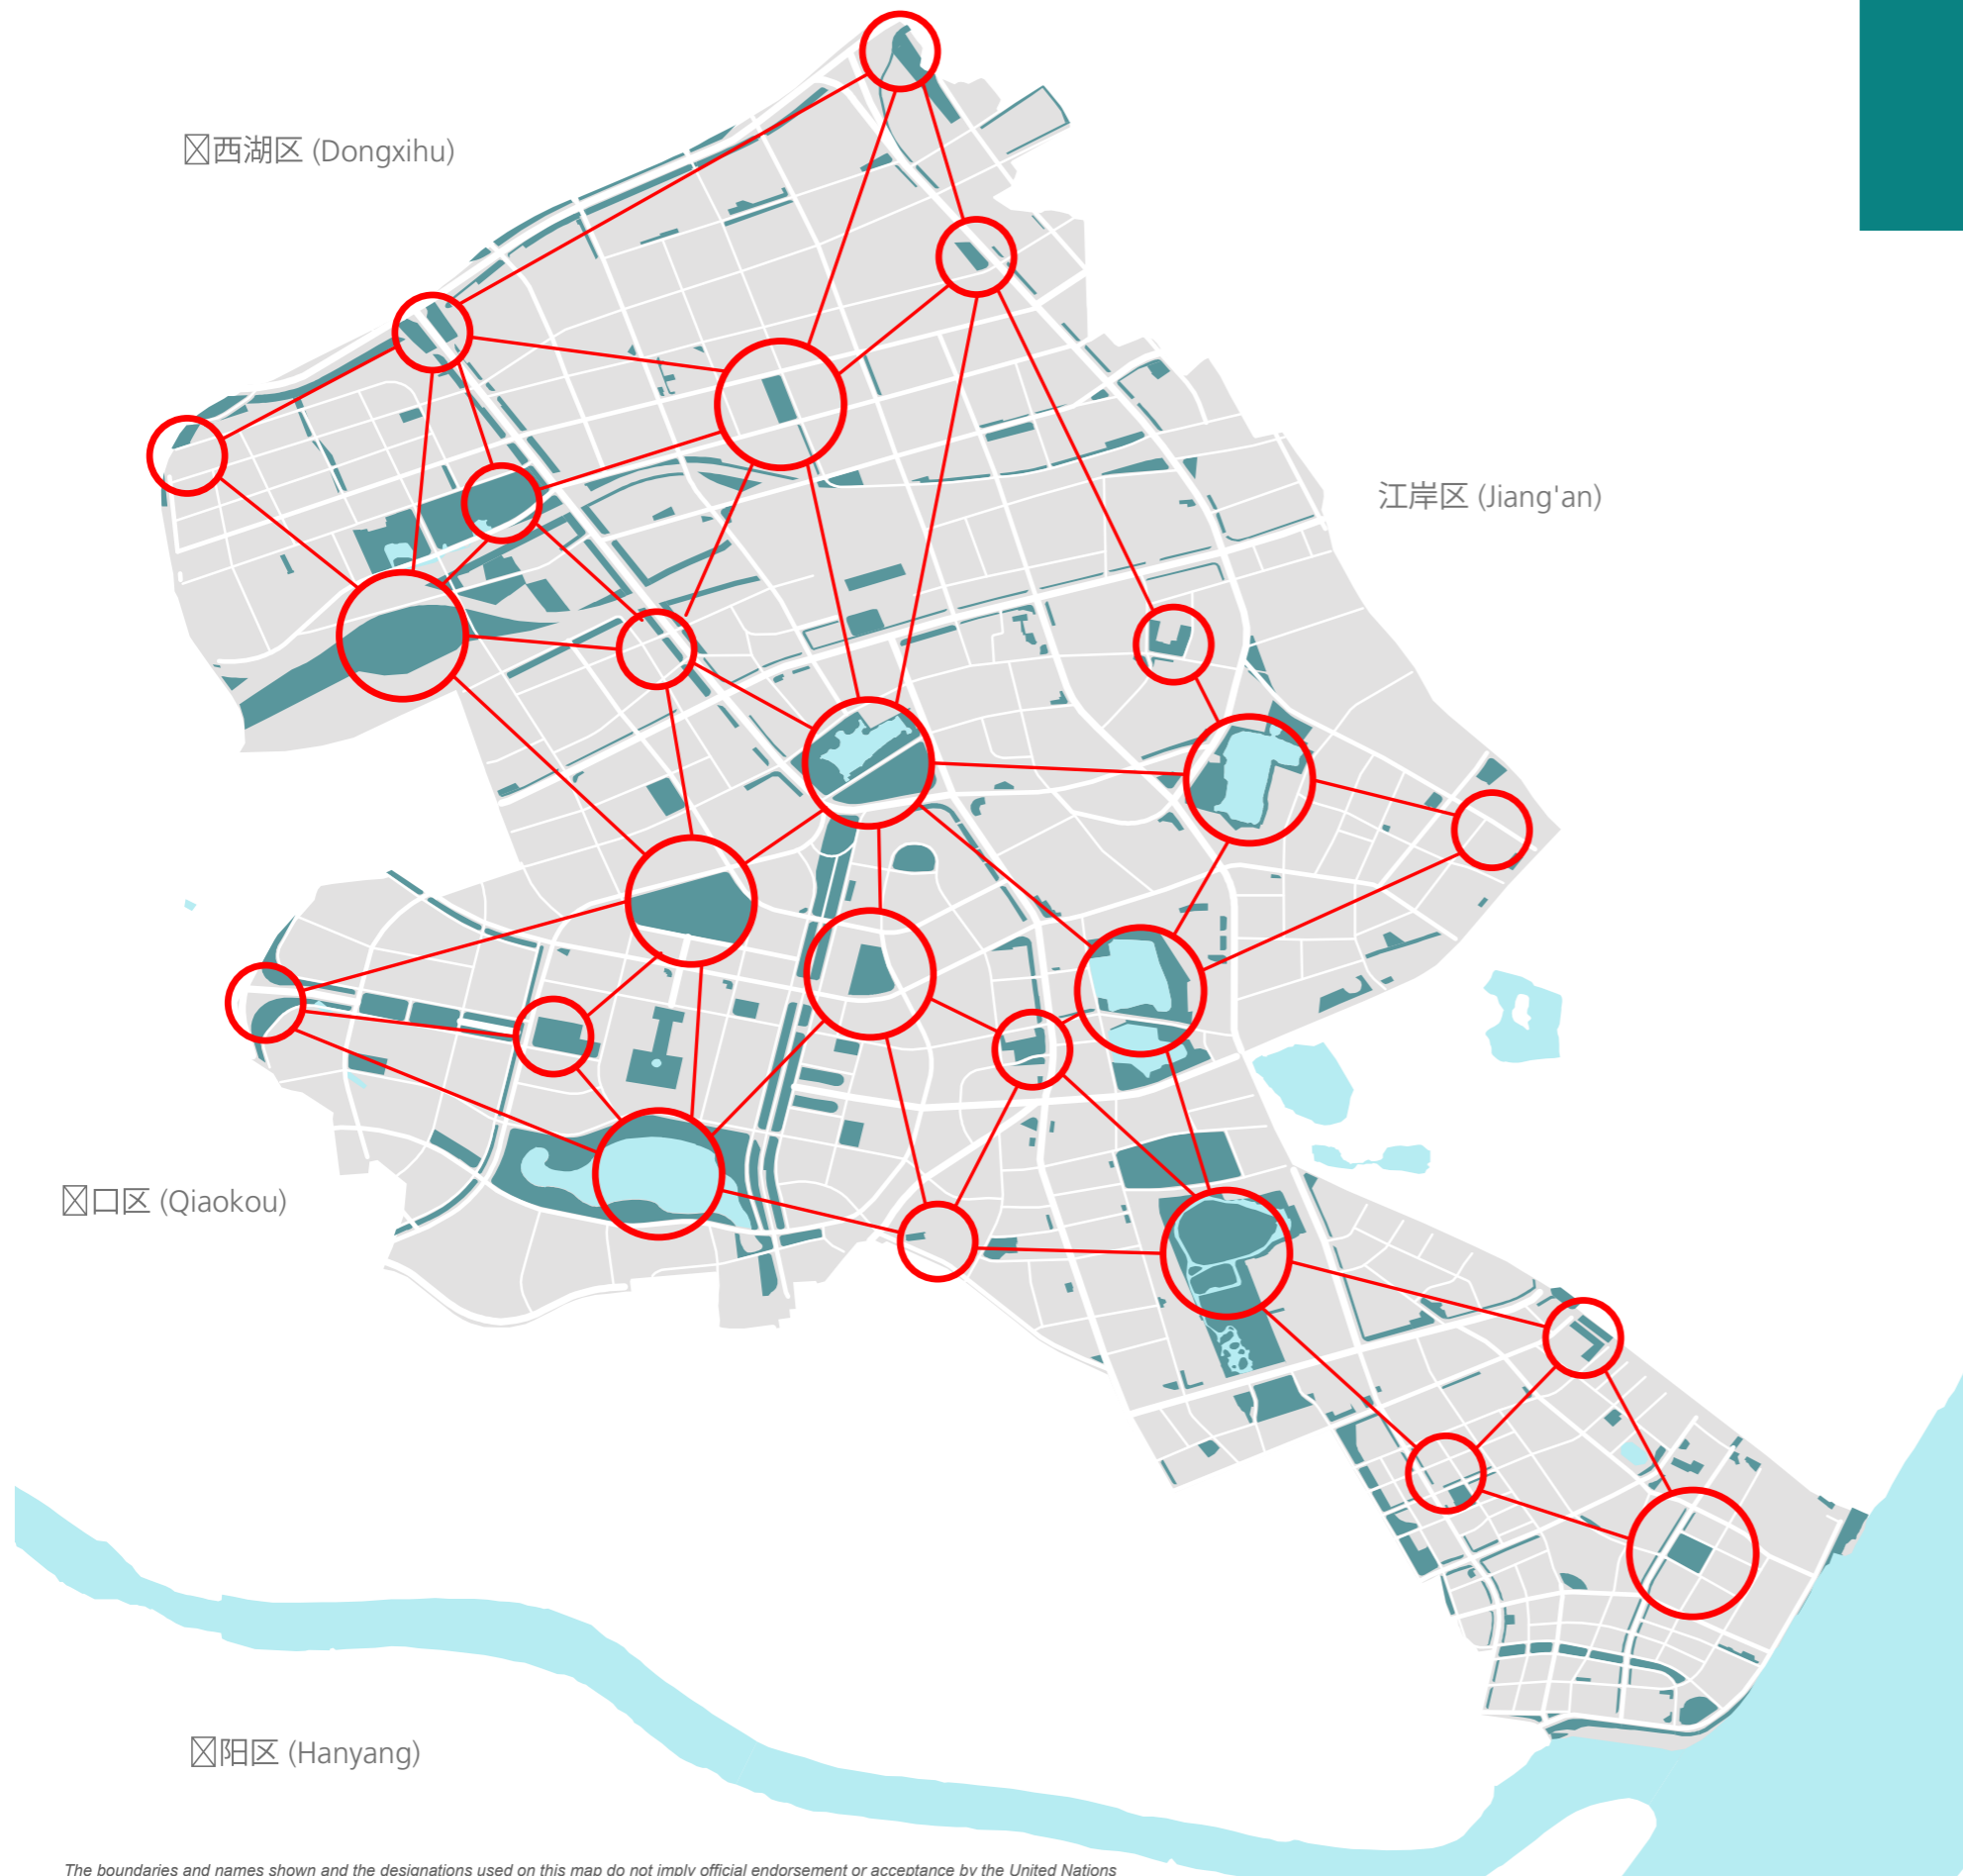 西湖区 (Dongxihu)
江岸区 (Jiang'an)
口区 (Qiaokou)
阳区 (Hanyang)
The boundaries and names shown and the designations used on this map do not imply official endorsement or acceptance by the United Nations